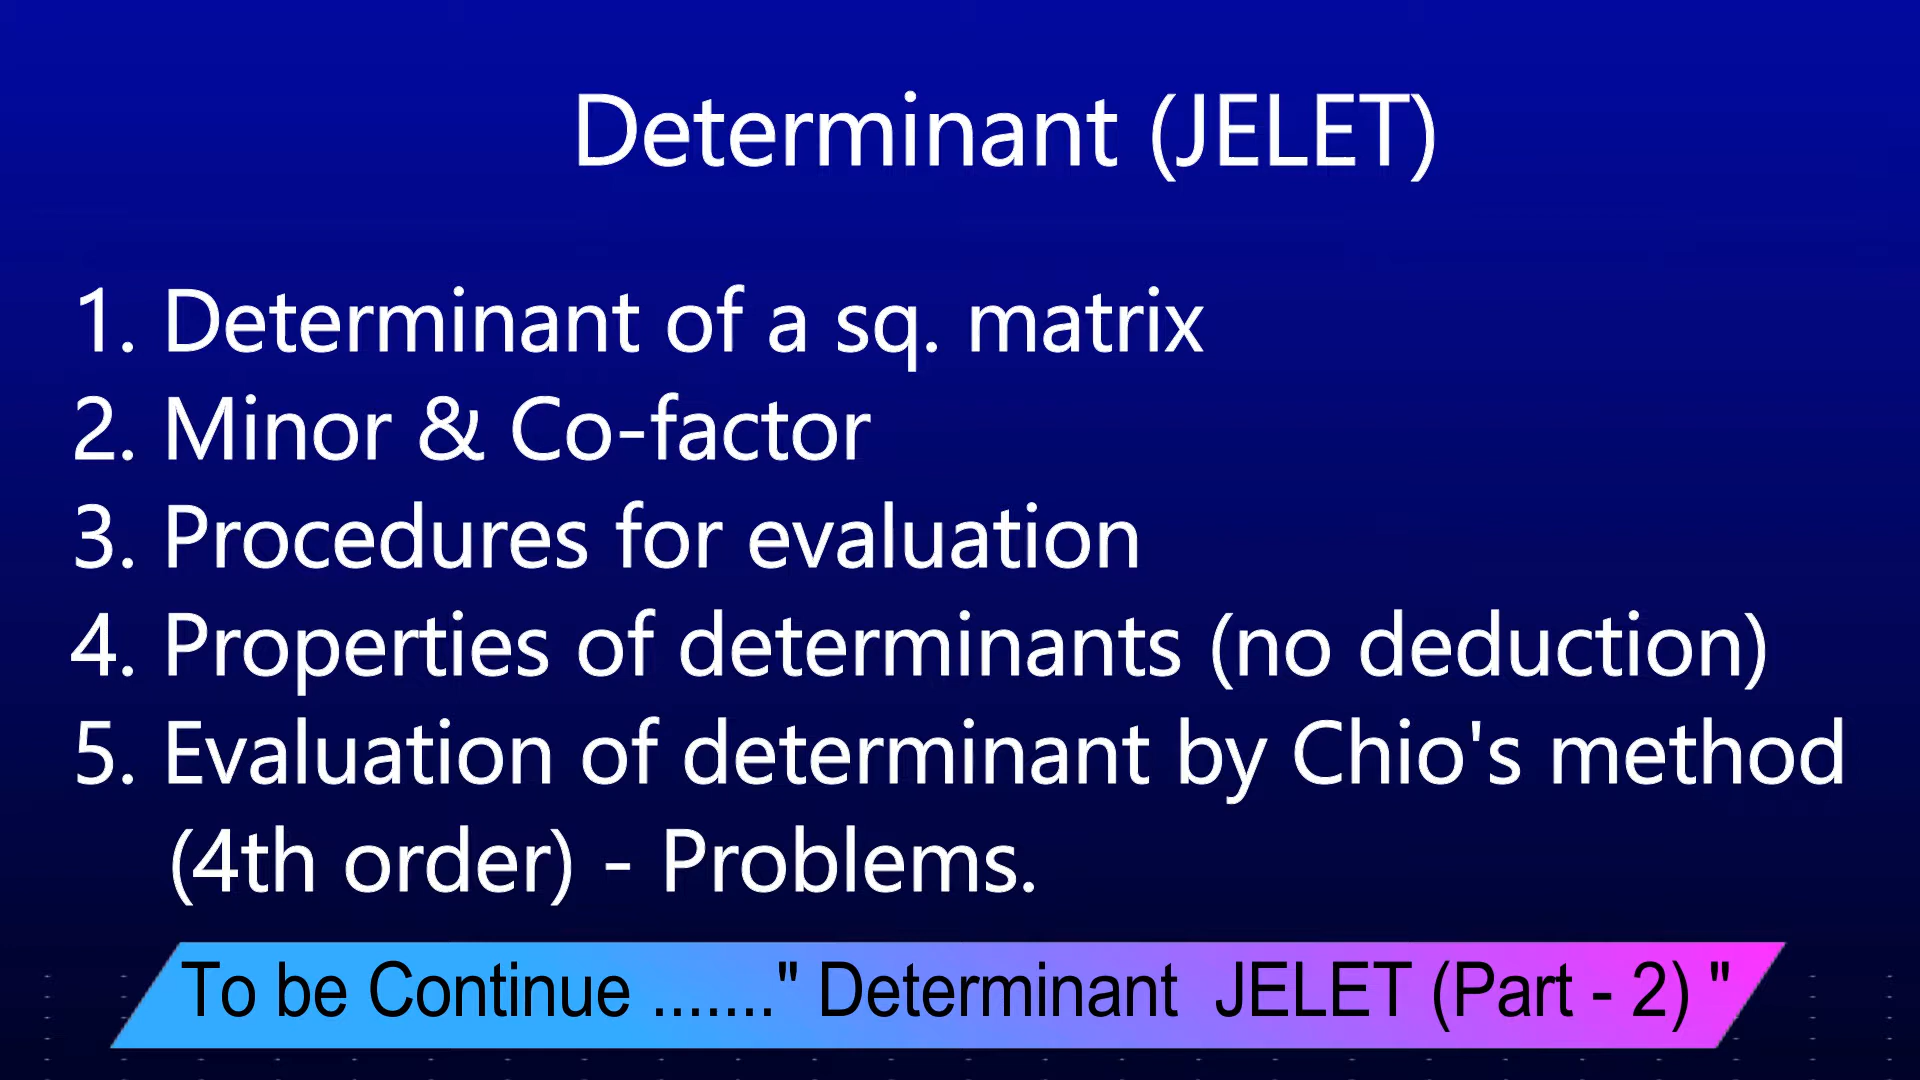 Determinant (JELET)
1. Determinant of a sq. matrix
2. Minor & Co-factor
3. Procedures for evaluation
4. Properties of determinants (no deduction)
5. Evaluation of determinant by Chio's method
(4th order) - Problems.
To be Continue ......." Determinant JELET (Part - 2) "